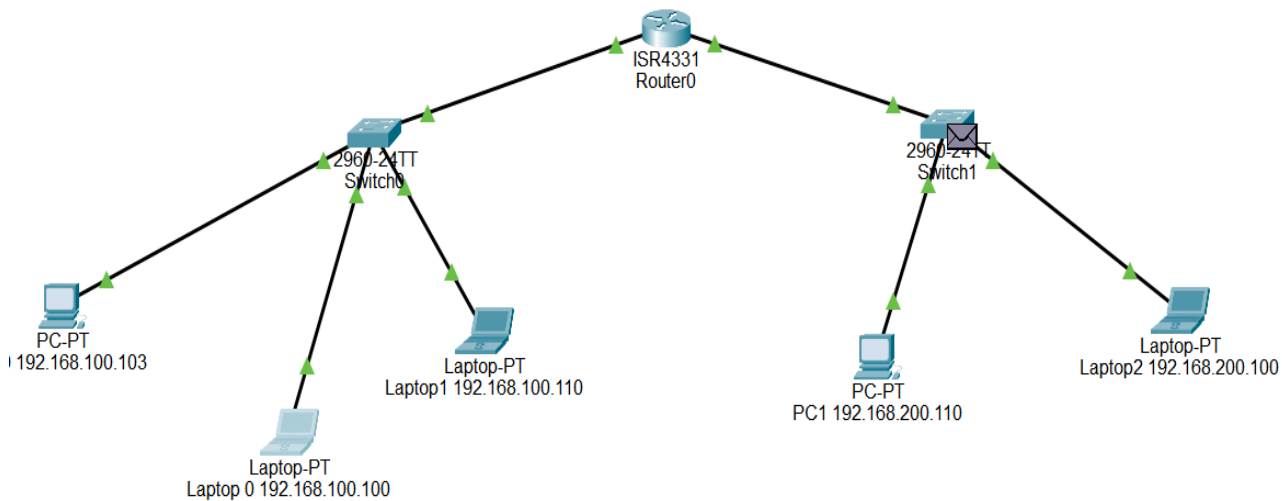 ISR4331
Router0
2960-24TT
Switch0
2960-24TT
Switch1
PC-PT
192.168.100.103
Laptop-PT
Laptop1 192.168.100.110
Laptop-PT
Laptop 0 192.168.100.100
PC-PT
PC1 192.168.200.110
Laptop-PT
Laptop2 192.168.200.100